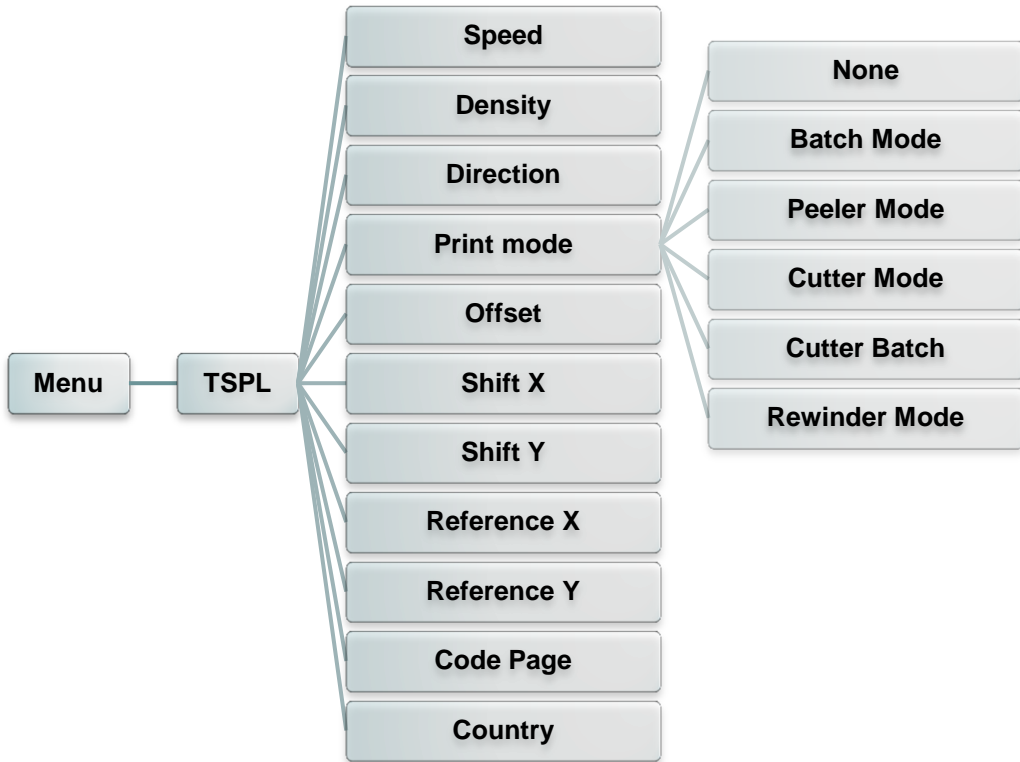 Menu
TSPL
Speed
Density
Direction
Print mode
Offset
Shift X
Shift Y
Reference X
Reference Y
Code Page
Country
None
Batch Mode
Peeler Mode
Cutter Mode
Cutter Batch
Rewinder Mode